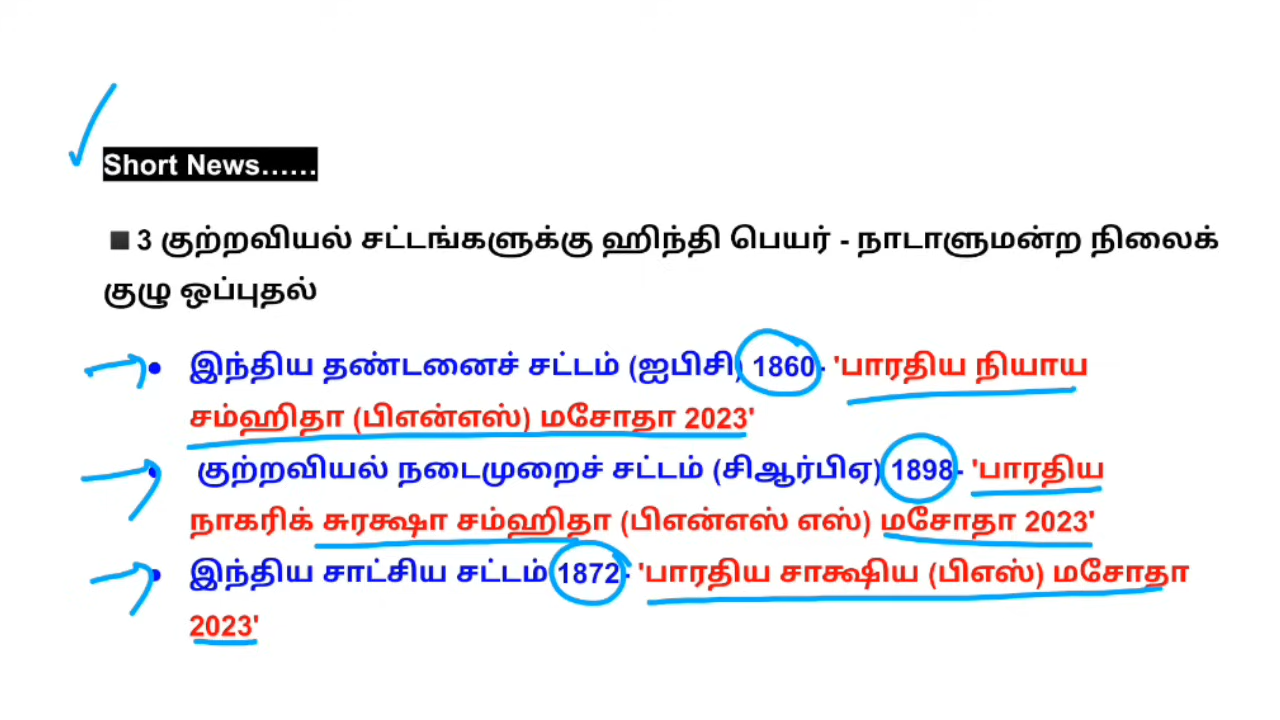 Short News......
■ 3 குற்றவியல் சட்டங்களுக்கு ஹிந்தி பெயர் - நாடாளுமன்ற நிலைக்
குழு ஒப்புதல்
• இந்திய தண்டனைச் சட்டம் (ஐபிசி) 1860- 'பாரதிய நியாய
சம்ஹிதா (பிஎன்எஸ்) மசோதா 2023'
• குற்றவியல் நடைமுறைச் சட்டம் (சிஆர்பிஏ) 1898- 'பாரதிய
நாகரிக் சுரக்ஷா சம்ஹிதா (பிஎன்எஸ் எஸ்) மசோதா 2023'
• இந்திய சாட்சிய சட்டம் 1872- 'பாரதிய சாக்ஷிய (பிஎஸ்) மசோதா
2023'